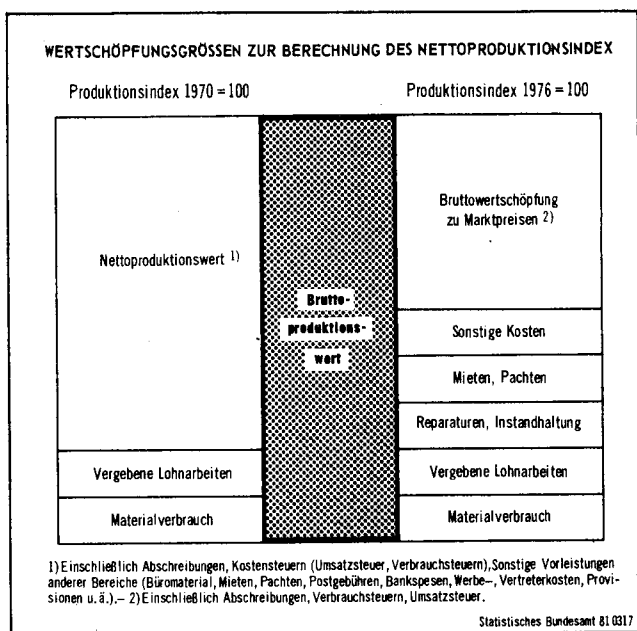 WERTSCHÖPFUNGSGRÖSSEN ZUR BERECHNUNG DES NETTOPRODUKTIONSINDEX
Produktionsindex 1970 = 100
Produktionsindex 1976 = 100
Nettoproduktionswert 1)
Vergebene Lohnarbeiten
Materialverbrauch
Brutto-
produktions-
wert
Bruttowertschöpfung
zu Marktpreisen 2)
Sonstige Kosten
Mieten, Pachten
Reparaturen, Instandhaltung
Vergebene Lohnarbeiten
Materialverbrauch
1) Einschließlich Abschreibungen, Kostensteuern (Umsatzsteuer, Verbrauchsteuern), Sonstige Vorleistungen
anderer Bereiche (Büromaterial, Mieten, Pachten, Postgebühren, Bankspesen, Werbe-, Vertreterkosten, Provi-
sionen u. ä.).– 2) Einschließlich Abschreibungen, Verbrauchsteuern, Umsatzsteuer.
Statistisches Bundesamt 81 0317